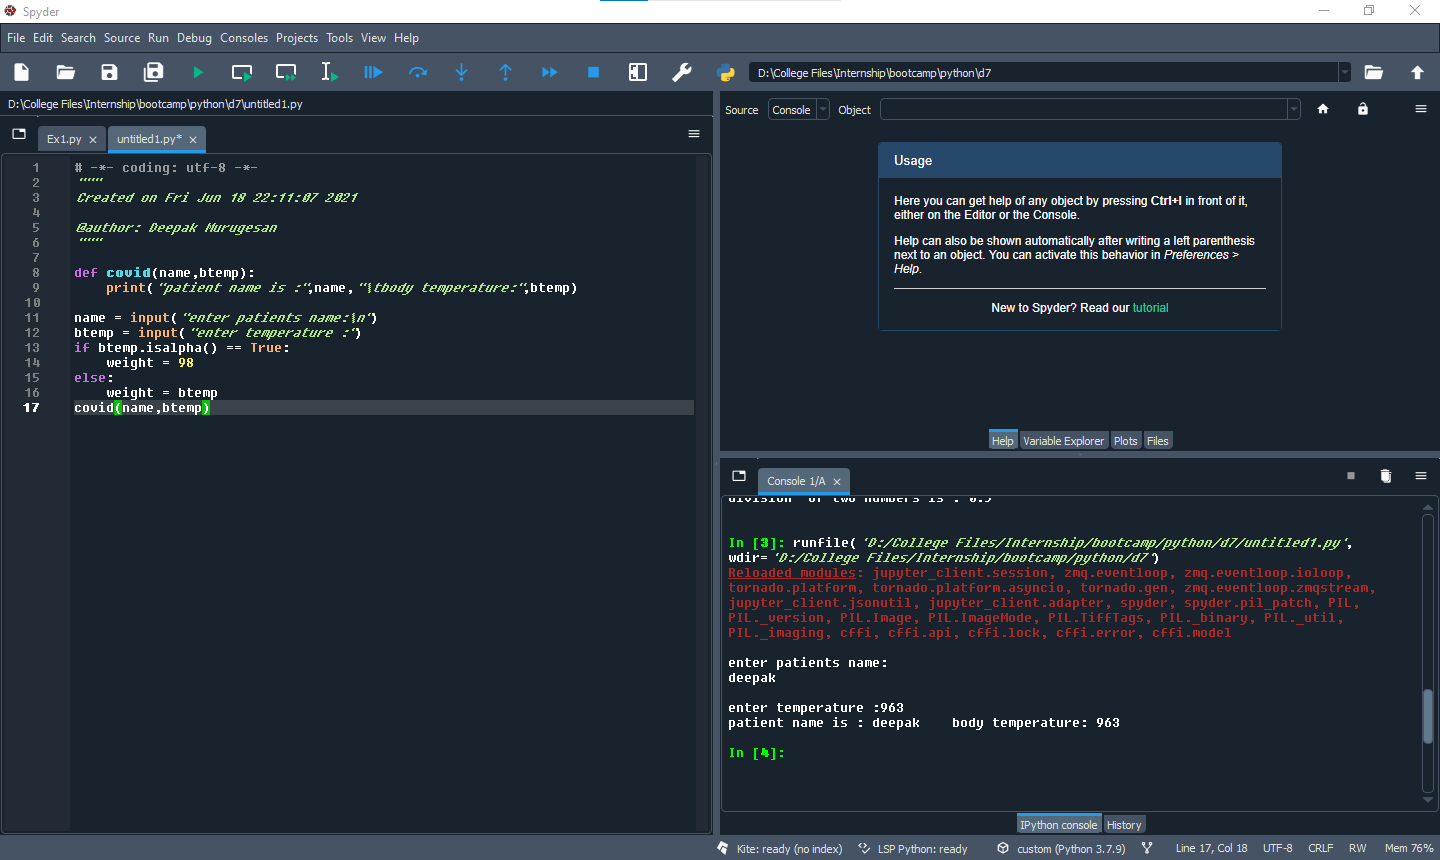 Spyder
File Edit Search Source Run Debug Consoles Projects Tools View Help
D:\College Files\Internship\bootcamp\python\d7
D:\College Files\Internship\bootcamp\python\d7\untitled1.py
Ex1.py untitled1.py*
1 # -*- coding: utf-8 -*-
2 """
3 Created on Fri Jun 18 22:11:07 2021
4
5 @author: Deepak Murugesan
6 """
7
8 def covid(name,btemp):
9 print("patient name is :",name,"\tbody temperature:",btemp)
10
11 name = input("enter patients name:\n")
12 btemp = input("enter temperature :")
13 if btemp.isalpha() == True:
14 weight = 98
15 else:
16 weight = btemp
17 covid(name,btemp)
Source Console Object
Usage
Here you can get help of any object by pressing Ctrl+I in front of it,
either on the Editor or the Console.
Help can also be shown automatically after writing a left parenthesis
next to an object. You can activate this behavior in Preferences >
Help.
New to Spyder? Read our tutorial
Help Variable Explorer Plots Files
Console 1/A
division of two numbers is : 0.5
In [3]: runfile('D:/College Files/Internship/bootcamp/python/d7/untitled1.py',
wdir='D:/College Files/Internship/bootcamp/python/d7')
Reloaded modules: jupyter_client.session, zmq.eventloop, zmq.eventloop.ioloop,
tornado.platform, tornado.platform.asyncio, tornado.gen, zmq.eventloop.zmqstream,
jupyter_client.jsonutil, jupyter_client.adapter, spyder, spyder.pil_patch, PIL,
PIL._version, PIL.Image, PIL.ImageMode, PIL.TiffTags, PIL._binary, PIL._util,
PIL._imaging, cffi, cffi.api, cffi.lock, cffi.error, cffi.model
enter patients name:
deepak
enter temperature :963
patient name is : deepak body temperature: 963
In [4]:
IPython console History
Kite: ready (no index) LSP Python: ready custom (Python 3.7.9) Line 17, Col 18 UTF-8 CRLF RW Mem 76%